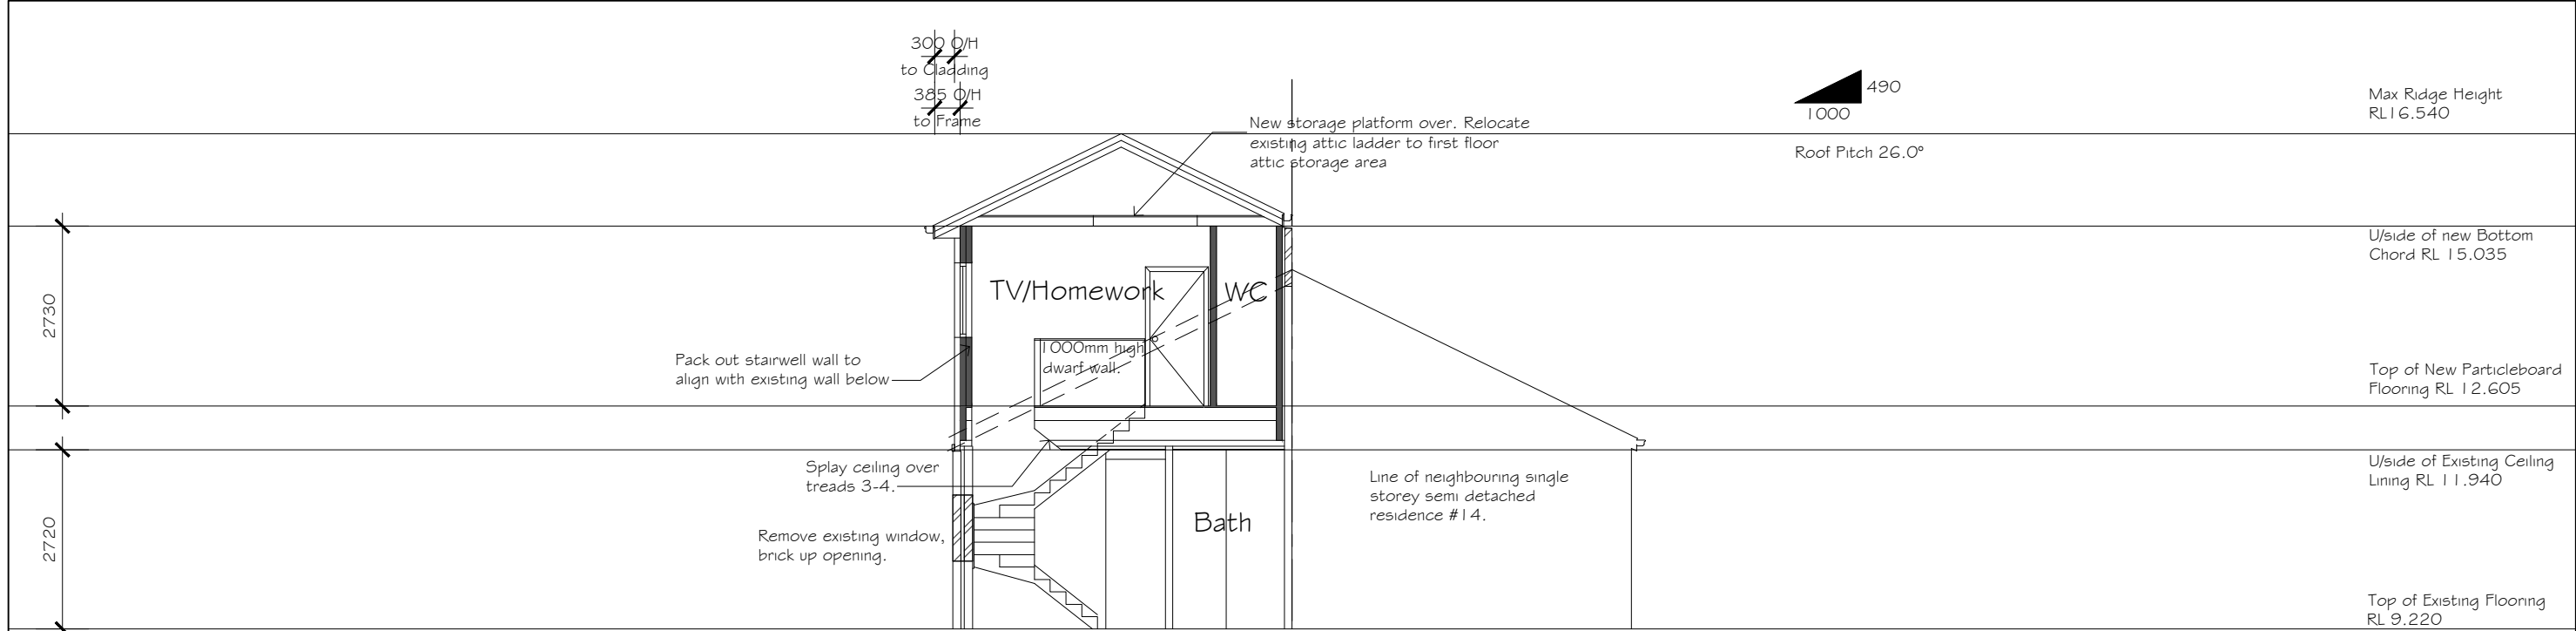 300 O/H
to Cladding
385 O/H
to Frame
New storage platform over. Relocate
existing attic ladder to first floor
attic storage area
490
1000
Roof Pitch 26.0°
Max Ridge Height
RL16.540
U/side of new Bottom
Chord RL 15.035
2730
TV/Homework
WC
1000mm high
dwarf wall.
Pack out stairwell wall to
align with existing wall below
Top of New Particleboard
Flooring RL 12.605
Splay ceiling over
treads 3-4.
Line of neighbouring single
storey semi detached
residence #14.
U/side of Existing Ceiling
Lining RL 11.940
2720
Bath
Remove existing window,
brick up opening.
Top of Existing Flooring
RL 9.220